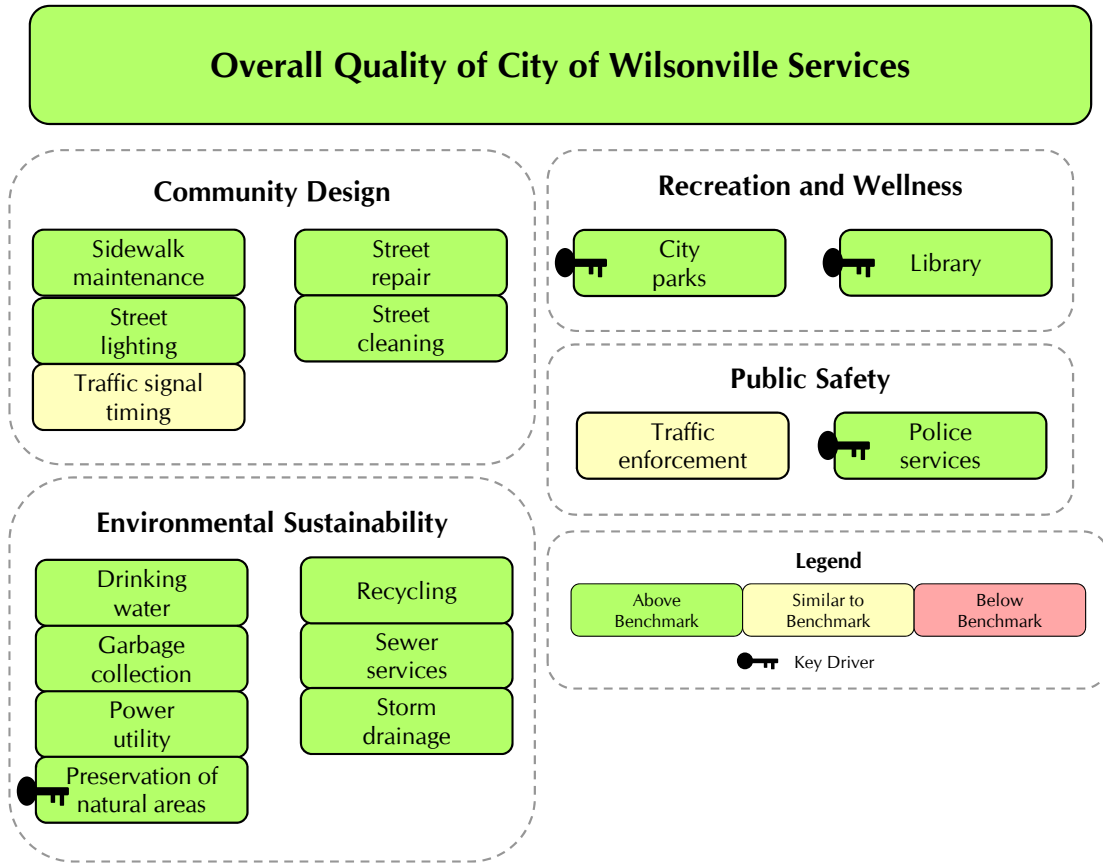 Overall Quality of City of Wilsonville Services
Community Design
Sidewalk
maintenance
Street
lighting
Traffic signal
timing
Street
repair
Street
cleaning
Recreation and Wellness
City
parks
Library
Public Safety
Traffic
enforcement
Police
services
Environmental Sustainability
Drinking
water
Garbage
collection
Power
utility
Preservation of
natural areas
Recycling
Sewer
services
Storm
drainage
Legend
Above
Benchmark
Similar to
Benchmark
Below
Benchmark
Key Driver